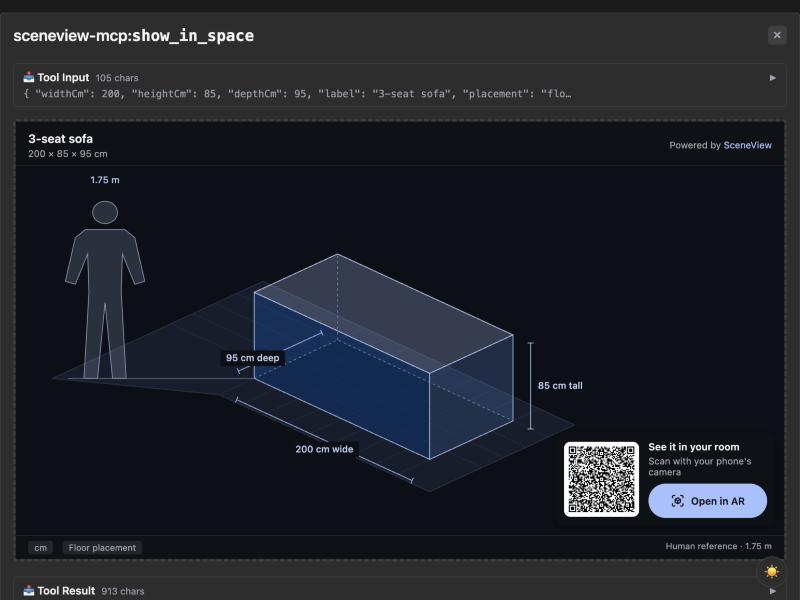 sceneview-mcp:show_in_space
Tool Input 105 chars
{ "widthCm": 200, "heightCm": 85, "depthCm": 95, "label": "3-seat sofa", "placement": "flo…
3-seat sofa
200 × 85 × 95 cm
Powered by SceneView
1.75 m
95 cm deep
85 cm tall
200 cm wide
See it in your room
Scan with your phone's
camera
Open in AR
cm
Floor placement
Human reference · 1.75 m
Tool Result 913 chars